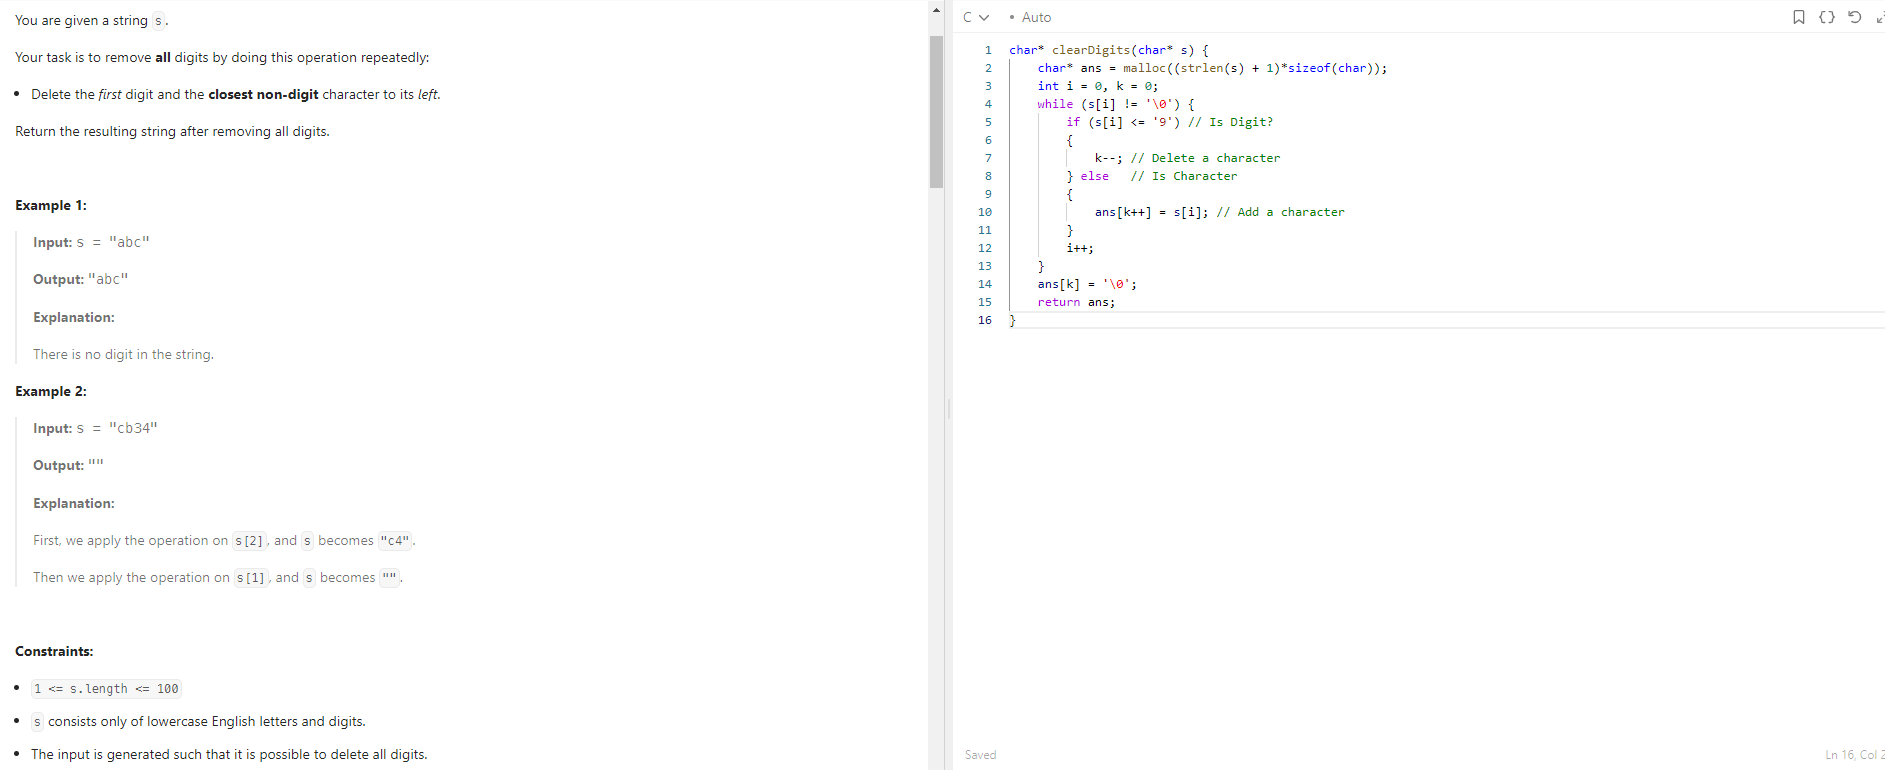 You are given a string s.
Your task is to remove all digits by doing this operation repeatedly:
• Delete the first digit and the closest non-digit character to its left.
Return the resulting string after removing all digits.
Example 1:
Input: s = "abc"
Output: "abc"
Explanation:
There is no digit in the string.
Example 2:
Input: s = "cb34"
Output: ""
Explanation:
First, we apply the operation on s[2], and s becomes "c4".
Then we apply the operation on s[1], and s becomes "".
Constraints:
• 1 <= s.length <= 100
• s consists only of lowercase English letters and digits.
• The input is generated such that it is possible to delete all digits.
C • Auto
1 char* clearDigits(char* s) {
2     char* ans = malloc((strlen(s) + 1)*sizeof(char));
3     int i = 0, k = 0;
4     while (s[i] != '\0') {
5         if (s[i] <= '9') // Is Digit?
6         {
7             k--; // Delete a character
8         } else   // Is Character
9         {
10             ans[k++] = s[i]; // Add a character
11         }
12         i++;
13     }
14     ans[k] = '\0';
15     return ans;
16 }
Saved
Ln 16, Col 2